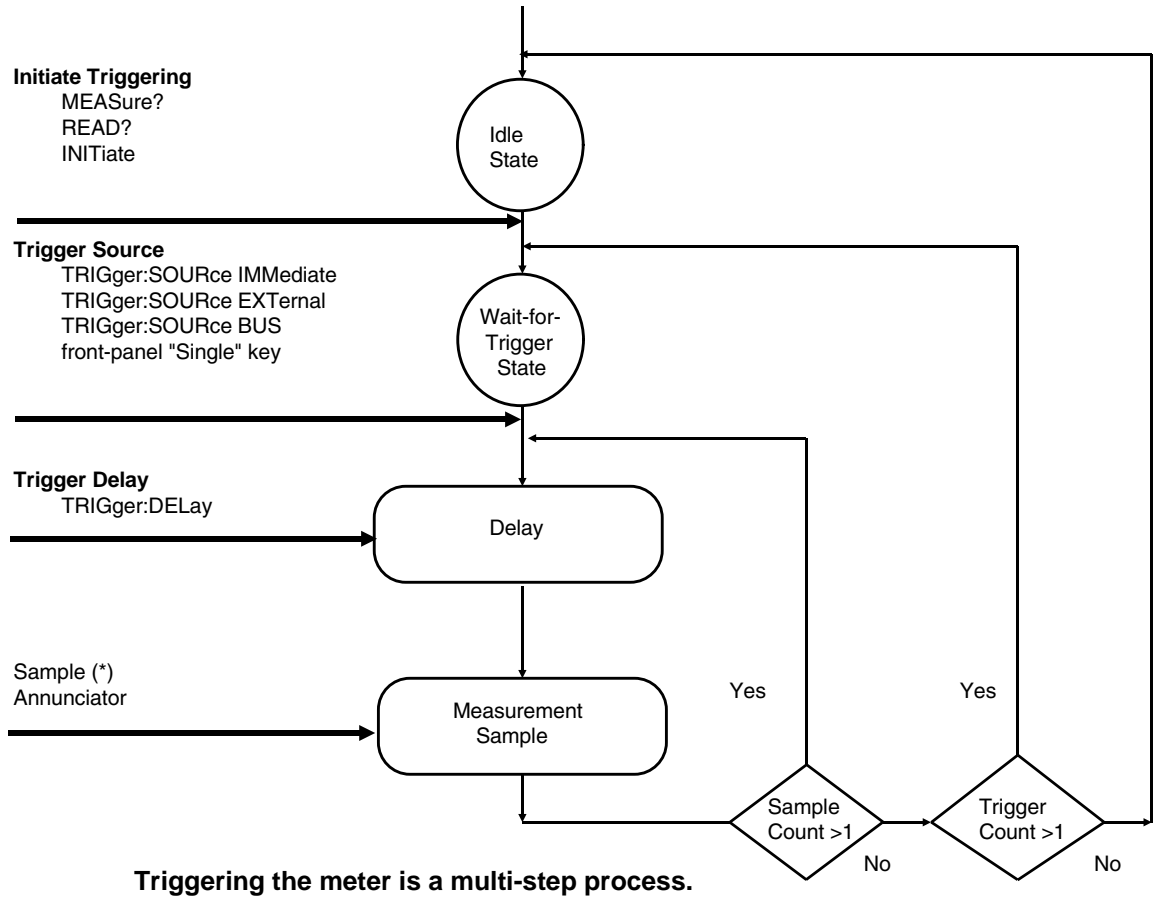 Initiate Triggering
MEASure?
READ?
INITiate
Idle
State
Trigger Source
TRIGger:SOURce IMMediate
TRIGger:SOURce EXTernal
TRIGger:SOURce BUS
front-panel "Single" key
Wait-for-
Trigger
State
Trigger Delay
TRIGger:DELay
Delay
Sample (*)
Annunciator
Measurement
Sample
Yes
Yes
Sample
Count >1
Trigger
Count >1
No
No
Triggering the meter is a multi-step process.